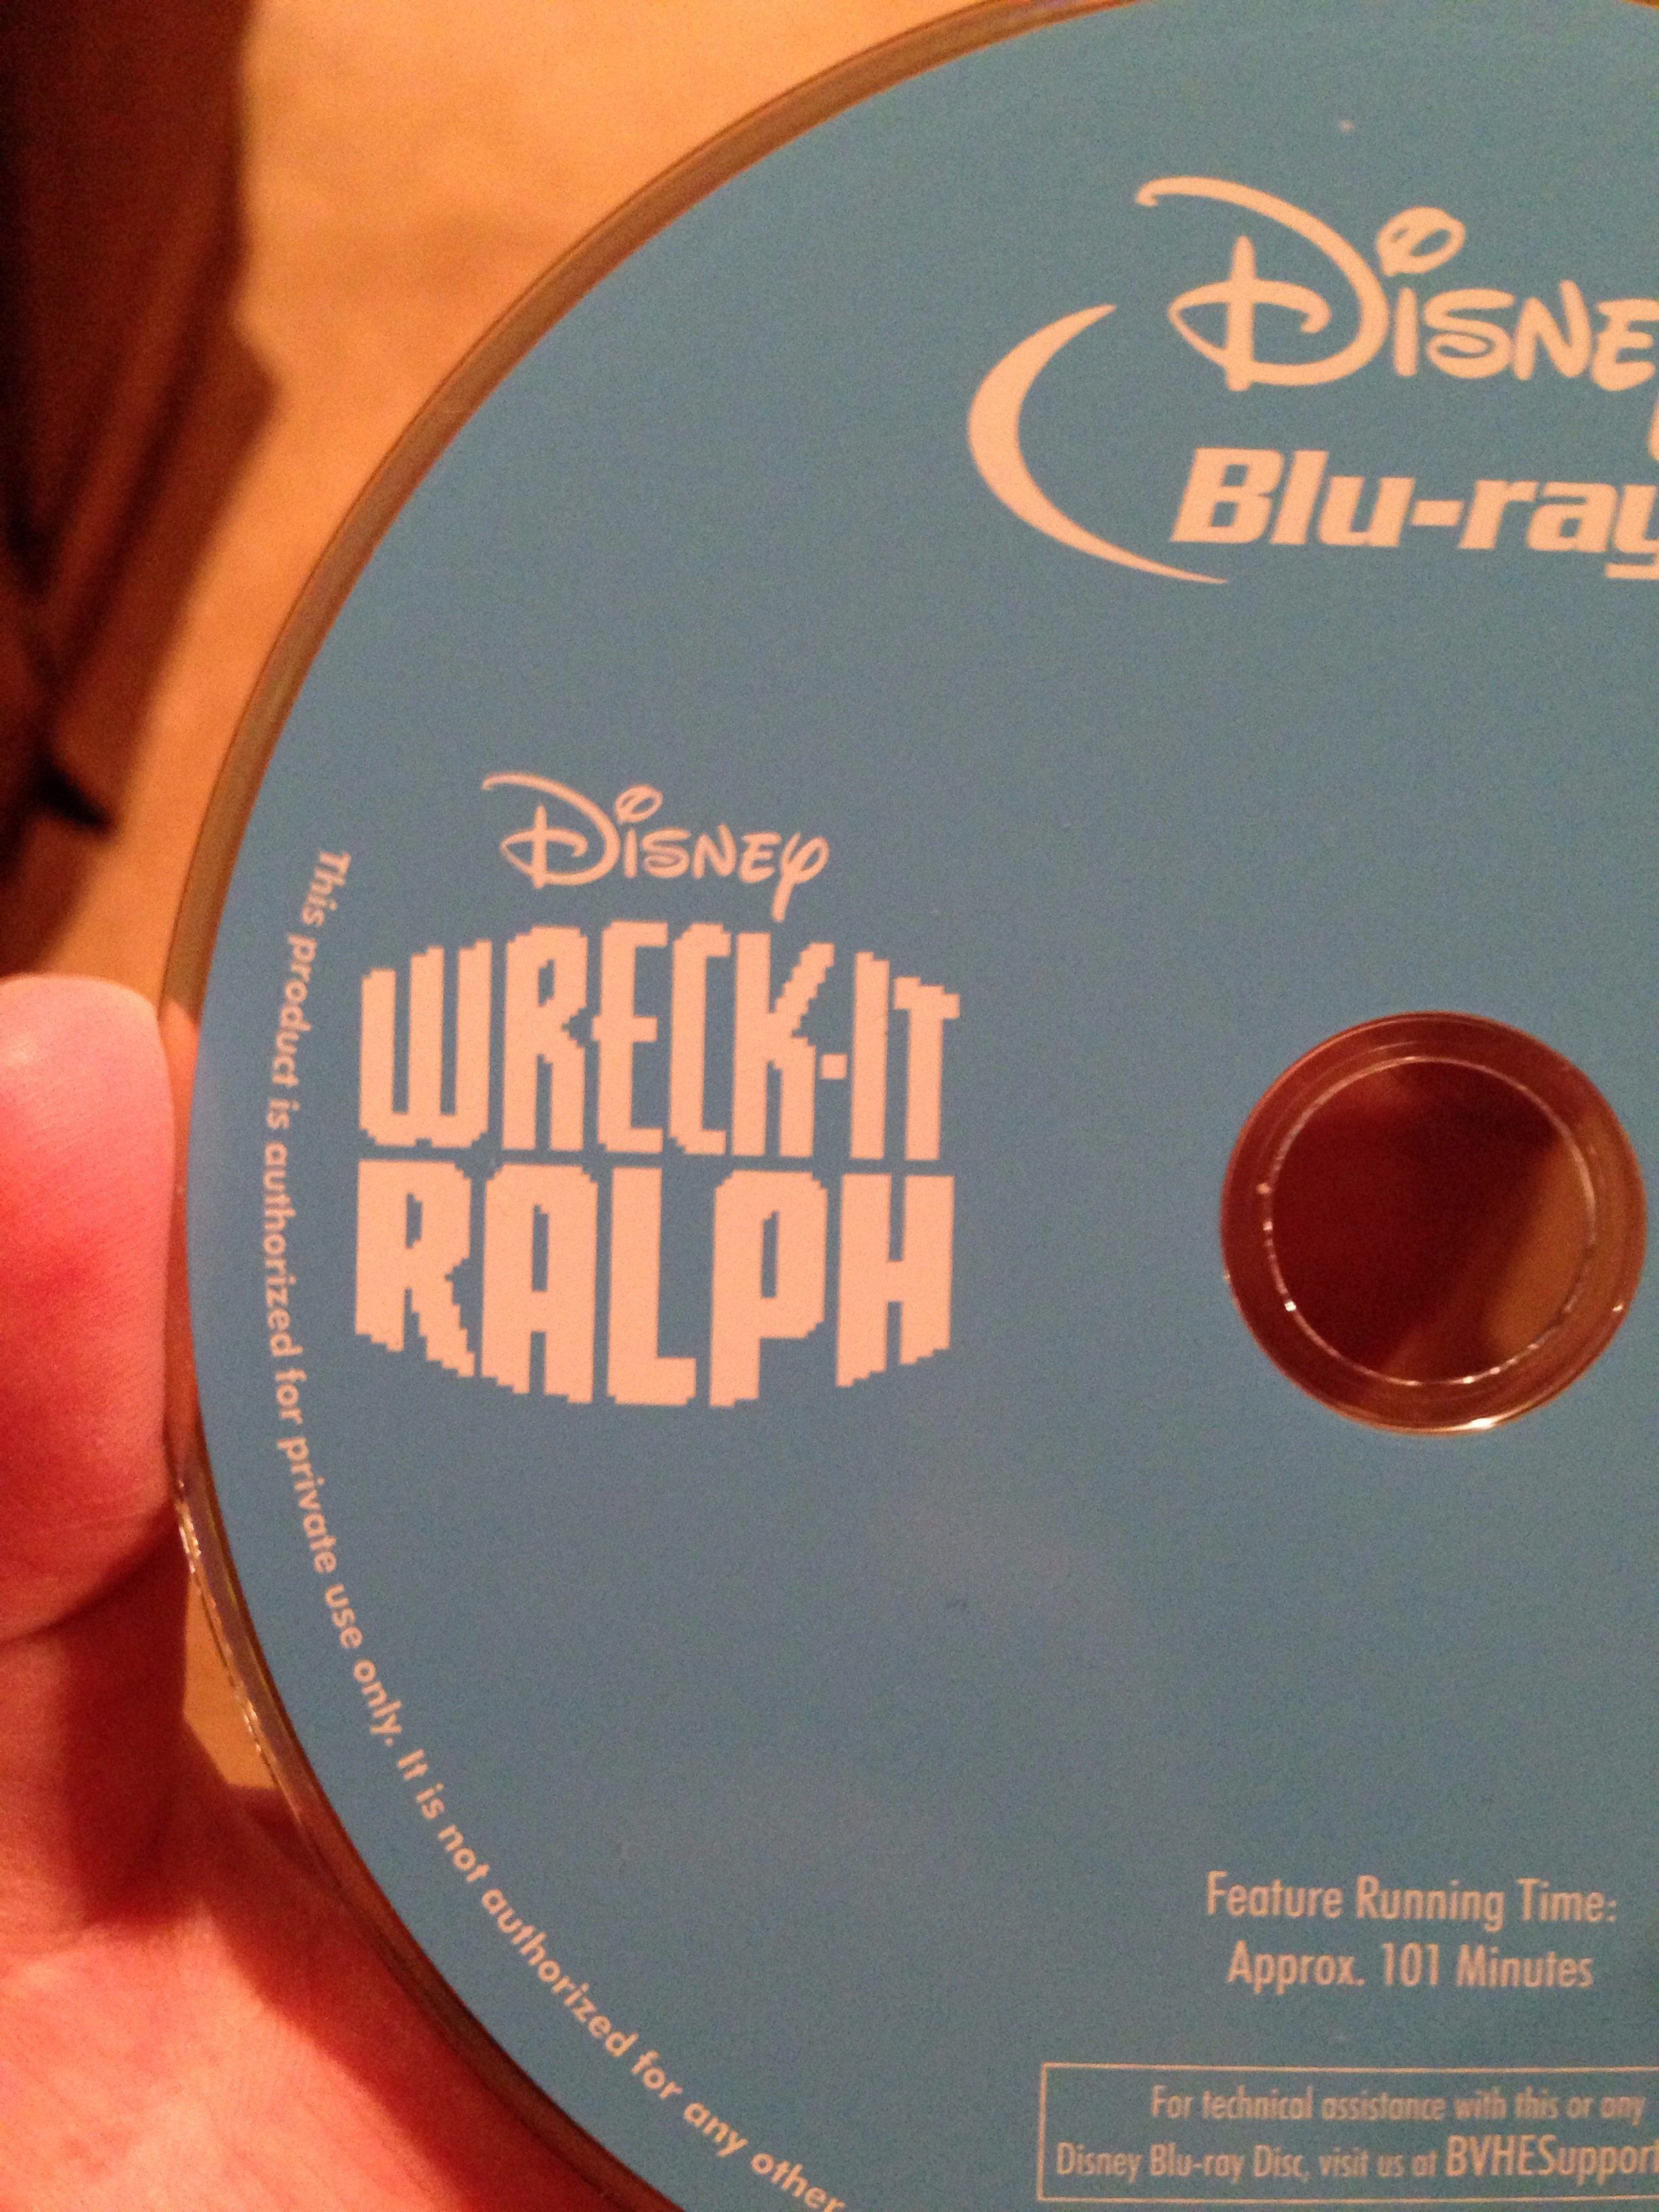 Disne
Blu-ray
Disney
WRECK-IT
RALPH
This product is authorized for private use only. It is not authorized for any other
Feature Running Time:
Approx. 101 Minutes
For technical assistance with this or any
Disney Blu-ray Disc, visit us at BVHESupport